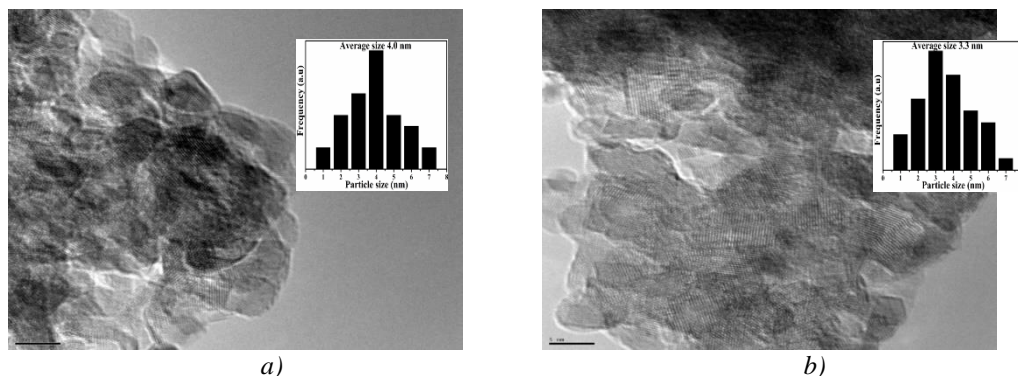 Average size 4.0 nm
Frequency (a.u)
0 1 2 3 4 5 6 7 8
Particle size (nm)
a)
Average size 3.3 nm
Frequency (a.u)
0 1 2 3 4 5 6 7
Particle size (nm)
5 nm
b)